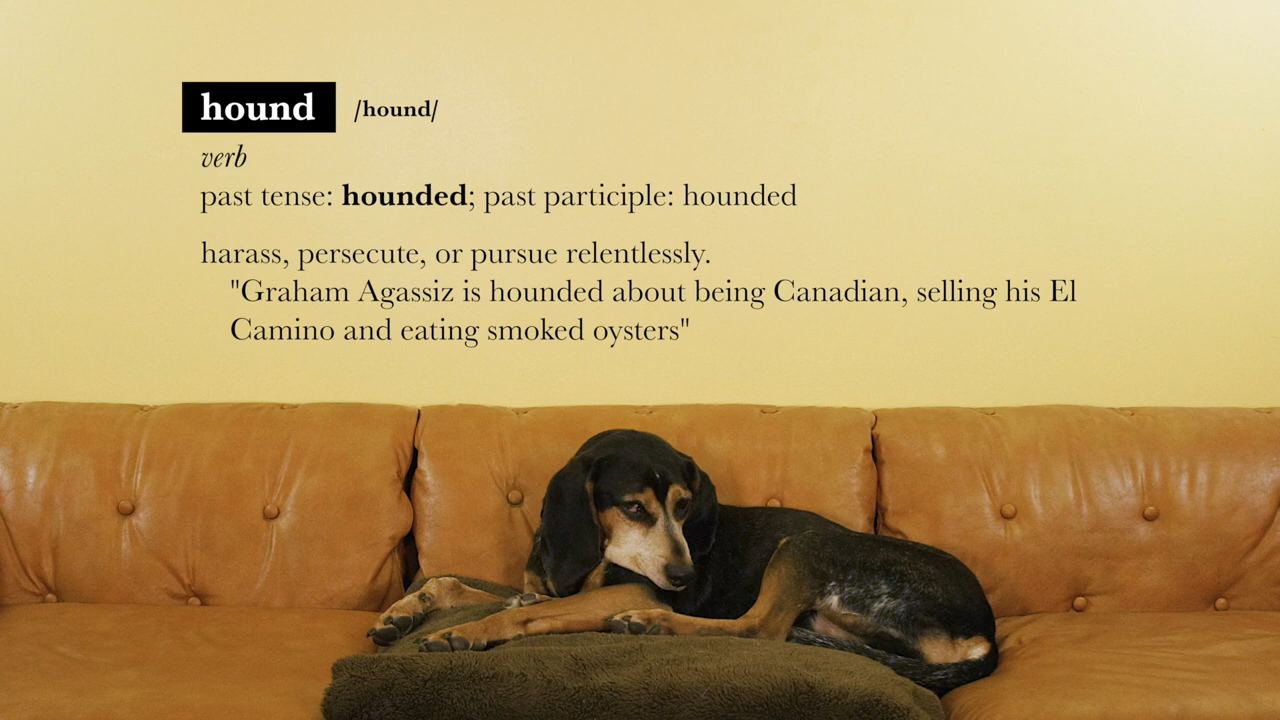 hound /hound/
verb
past tense: hounded; past participle: hounded
harass, persecute, or pursue relentlessly.
"Graham Agassiz is hounded about being Canadian, selling his El
Camino and eating smoked oysters"